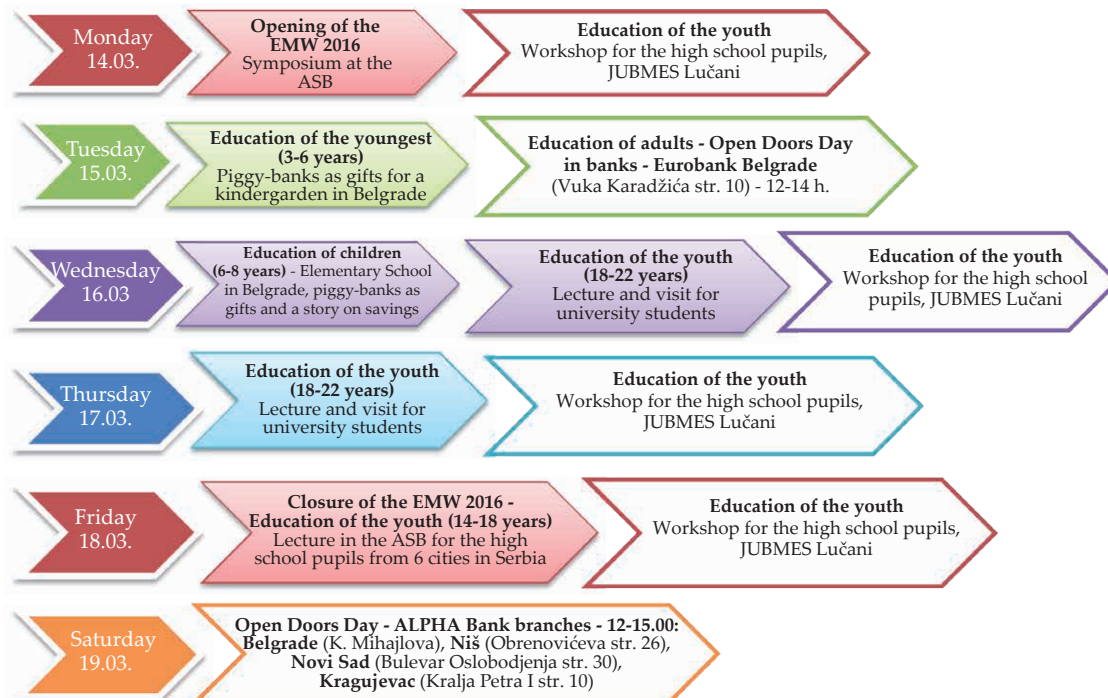 Monday
14.03.
Opening of the
EMW 2016
Symposium at the
ASB
Education of the youth
Workshop for the high school pupils,
JUBMES Lučani
Tuesday
15.03.
Education of the youngest
(3-6 years)
Piggy-banks as gifts for a
kindergarden in Belgrade
Education of adults - Open Doors Day
in banks - Eurobank Belgrade
(Vuka Karadžića str. 10) - 12-14 h.
Wednesday
16.03
Education of children
(6-8 years) - Elementary School
in Belgrade, piggy-banks as
gifts and a story on savings
Education of the youth
(18-22 years)
Lecture and visit for
university students
Education of the youth
Workshop for the high school
pupils, JUBMES Lučani
Thursday
17.03.
Education of the youth
(18-22 years)
Lecture and visit for
university students
Education of the youth
Workshop for the high school pupils,
JUBMES Lučani
Friday
18.03.
Closure of the EMW 2016 -
Education of the youth (14-18 years)
Lecture in the ASB for the high
school pupils from 6 cities in Serbia
Education of the youth
Workshop for the high school pupils,
JUBMES Lučani
Saturday
19.03.
Open Doors Day - ALPHA Bank branches - 12-15.00:
Belgrade (K. Mihajlova), Niš (Obrenovićeva str. 26),
Novi Sad (Bulevar Oslobodjenja str. 30),
Kragujevac (Kralja Petra I str. 10)